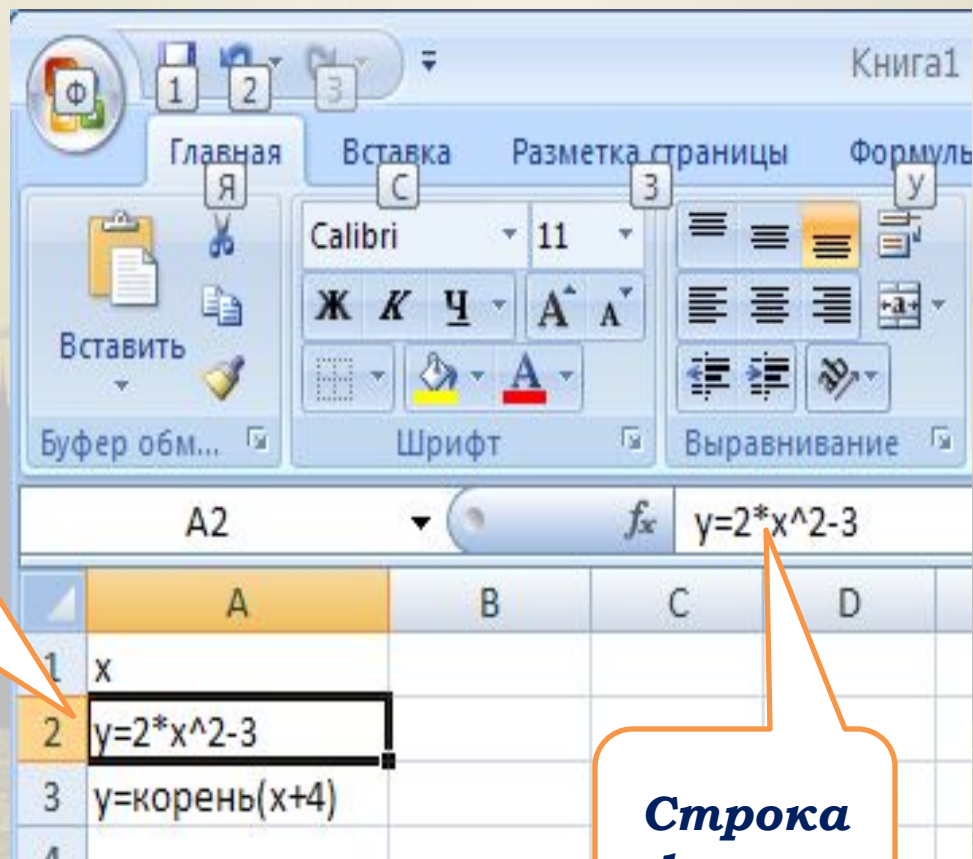 Книга1
Ф 1 2 3
Главная Вставка Разметка страницы
Я С З У
Calibri 11
Ж К Ч А А
Вставить
А
Буфер обм... Шрифт Выравнивание
A2 fx y=2*x^2-3
A B C D
1 x
2 y=2*x^2-3
3 y=корень(x+4)
Строка